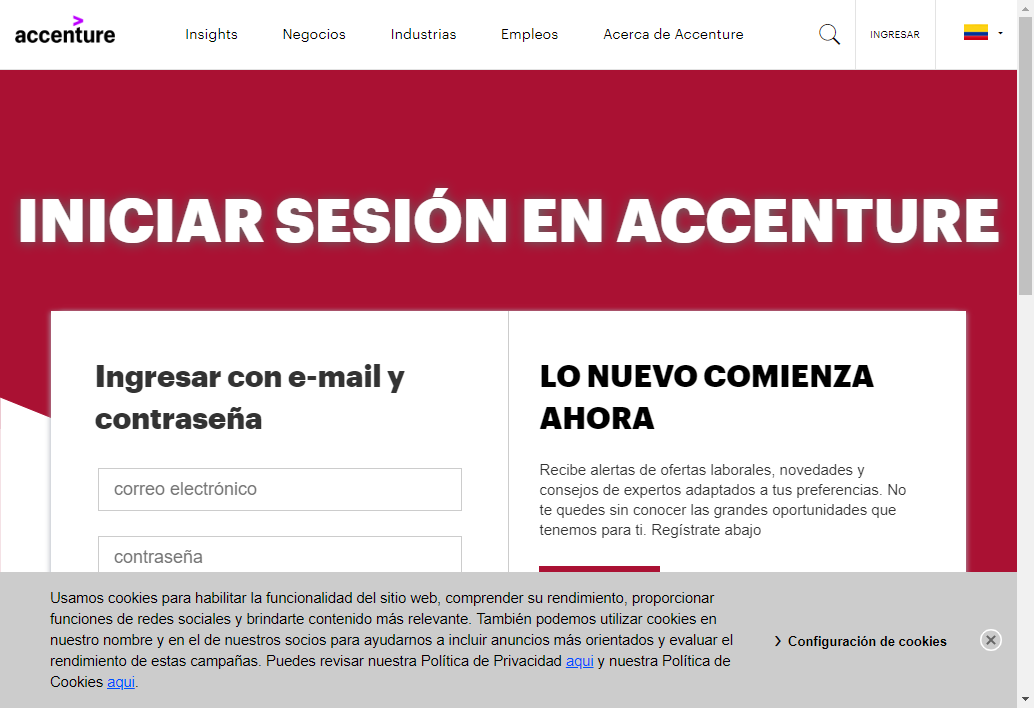 accenture
Insights
Negocios
Industrias
Empleos
Acerca de Accenture
INGRESAR
INICIAR SESIÓN EN ACCENTURE
Ingresar con e-mail y
contraseña
correo electrónico
contraseña
LO NUEVO COMIENZA
AHORA
Recibe alertas de ofertas laborales, novedades y
consejos de expertos adaptados a tus preferencias. No
te quedes sin conocer las grandes oportunidades que
tenemos para ti. Regístrate abajo
Usamos cookies para habilitar la funcionalidad del sitio web, comprender su rendimiento, proporcionar
funciones de redes sociales y brindarte contenido más relevante. También podemos utilizar cookies en
nuestro nombre y en el de nuestros socios para ayudarnos a incluir anuncios más orientados y evaluar el
rendimiento de estas campañas. Puedes revisar nuestra Política de Privacidad aqui y nuestra Política de
Cookies aqui.
Configuración de cookies